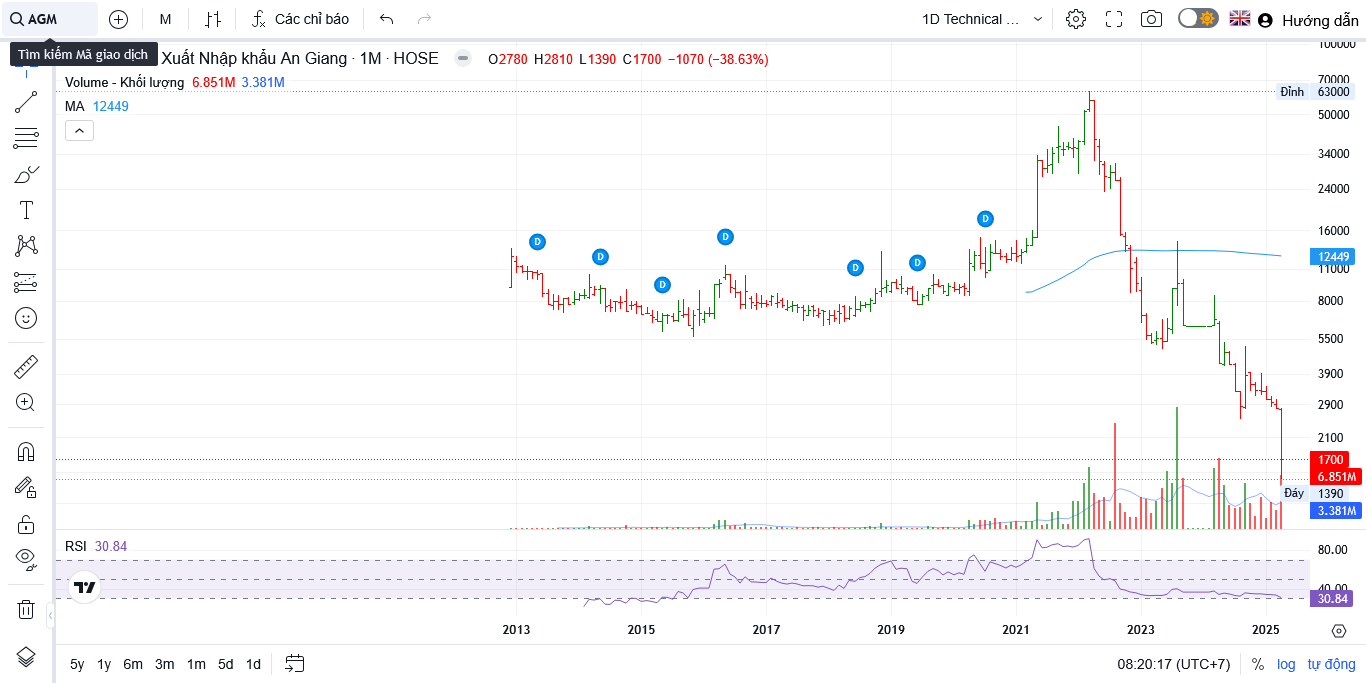 AGM M Các chỉ báo 1D Technical ... Hướng dẫn
Tìm kiếm Mã giao dịch
Xuất Nhập khẩu An Giang · 1M · HOSE O2780 H2810 L1390 C1700 −1070 (−38.63%)
Volume - Khối lượng 6.851M 3.381M
MA 12449
100000
70000
Đỉnh 63000
50000
34000
24000
16000
12449
11000
8000
5500
3900
2900
2100
1700
6.851M
Đáy 1390
3.381M
D
D
D
D
D
D
D
RSI 30.84
80.00
40.00
30.84
2013 2015 2017 2019 2021 2023 2025
5y 1y 6m 3m 1m 5d 1d 08:20:17 (UTC+7) % log tự động